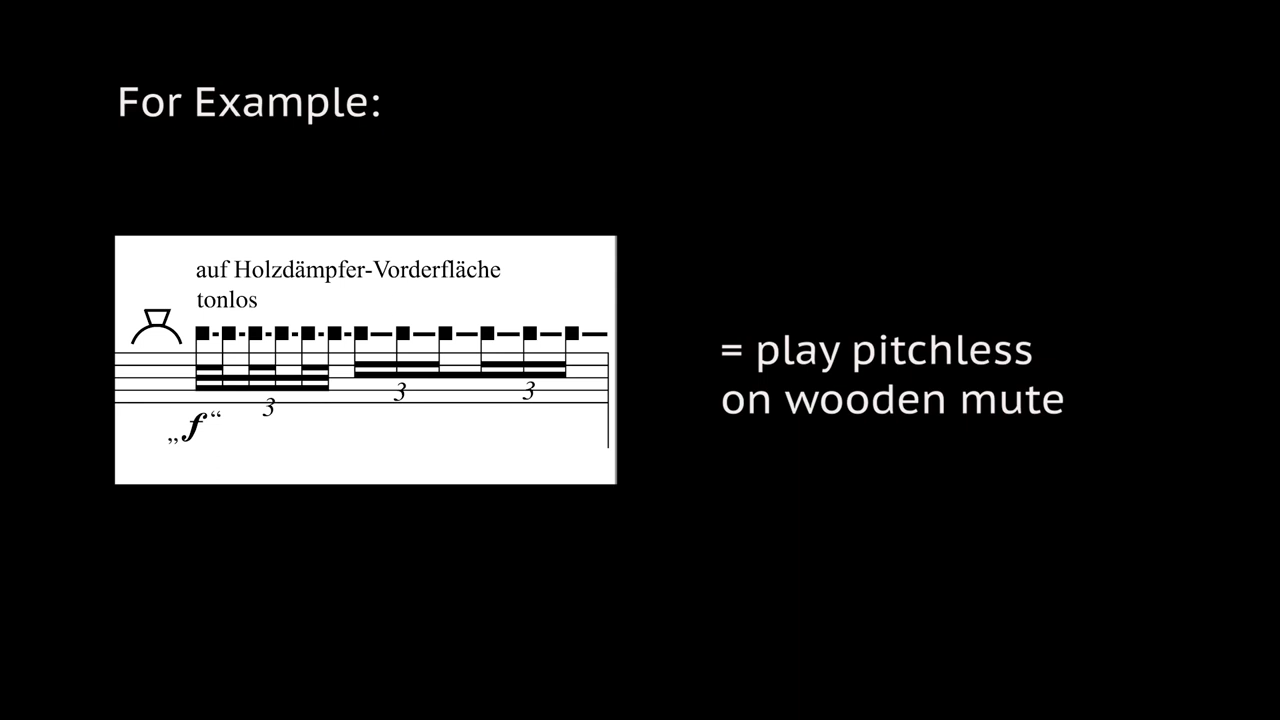 For Example:
auf Holzdämpfer-Vorderfläche
tonlos
3
3
3
„f“
= play pitchless
on wooden mute